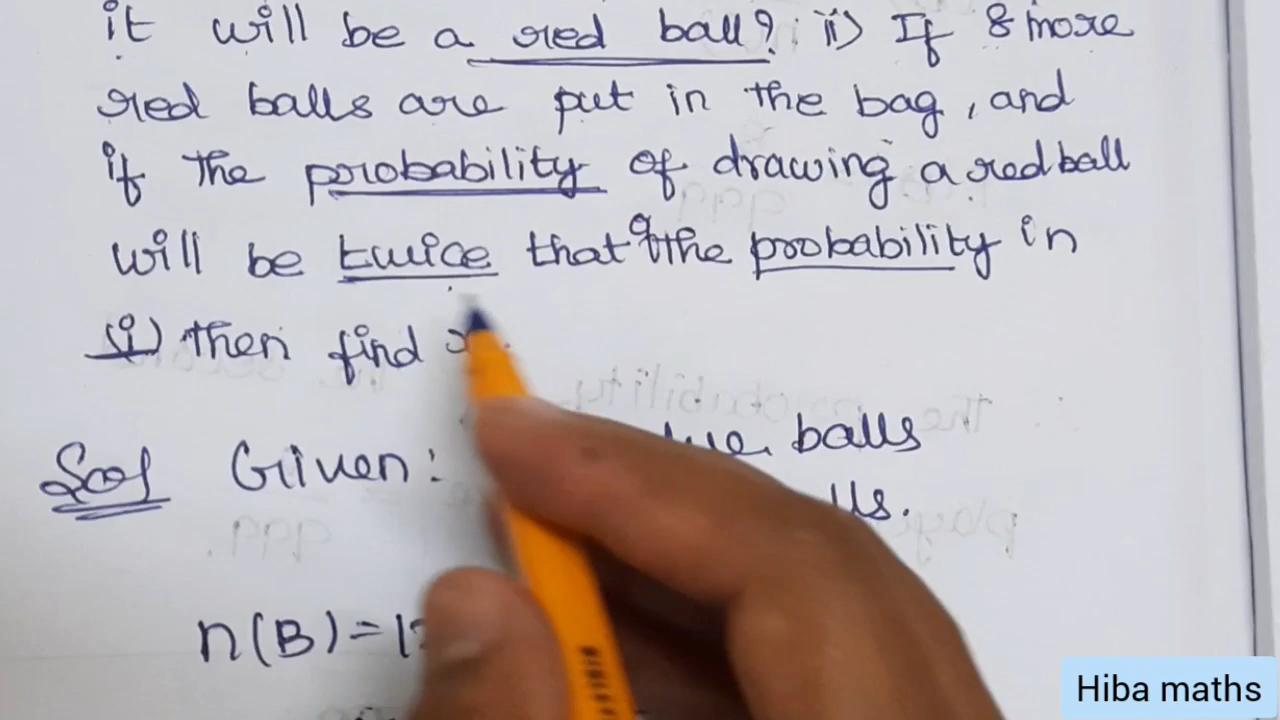 it will be a red ball? ii) If 8 more
red balls are put in the bag, and
if the probability of drawing a red ball
will be twice that of the probability in
(i) then find
Sol Given: balls
n(B)=1
Hiba maths